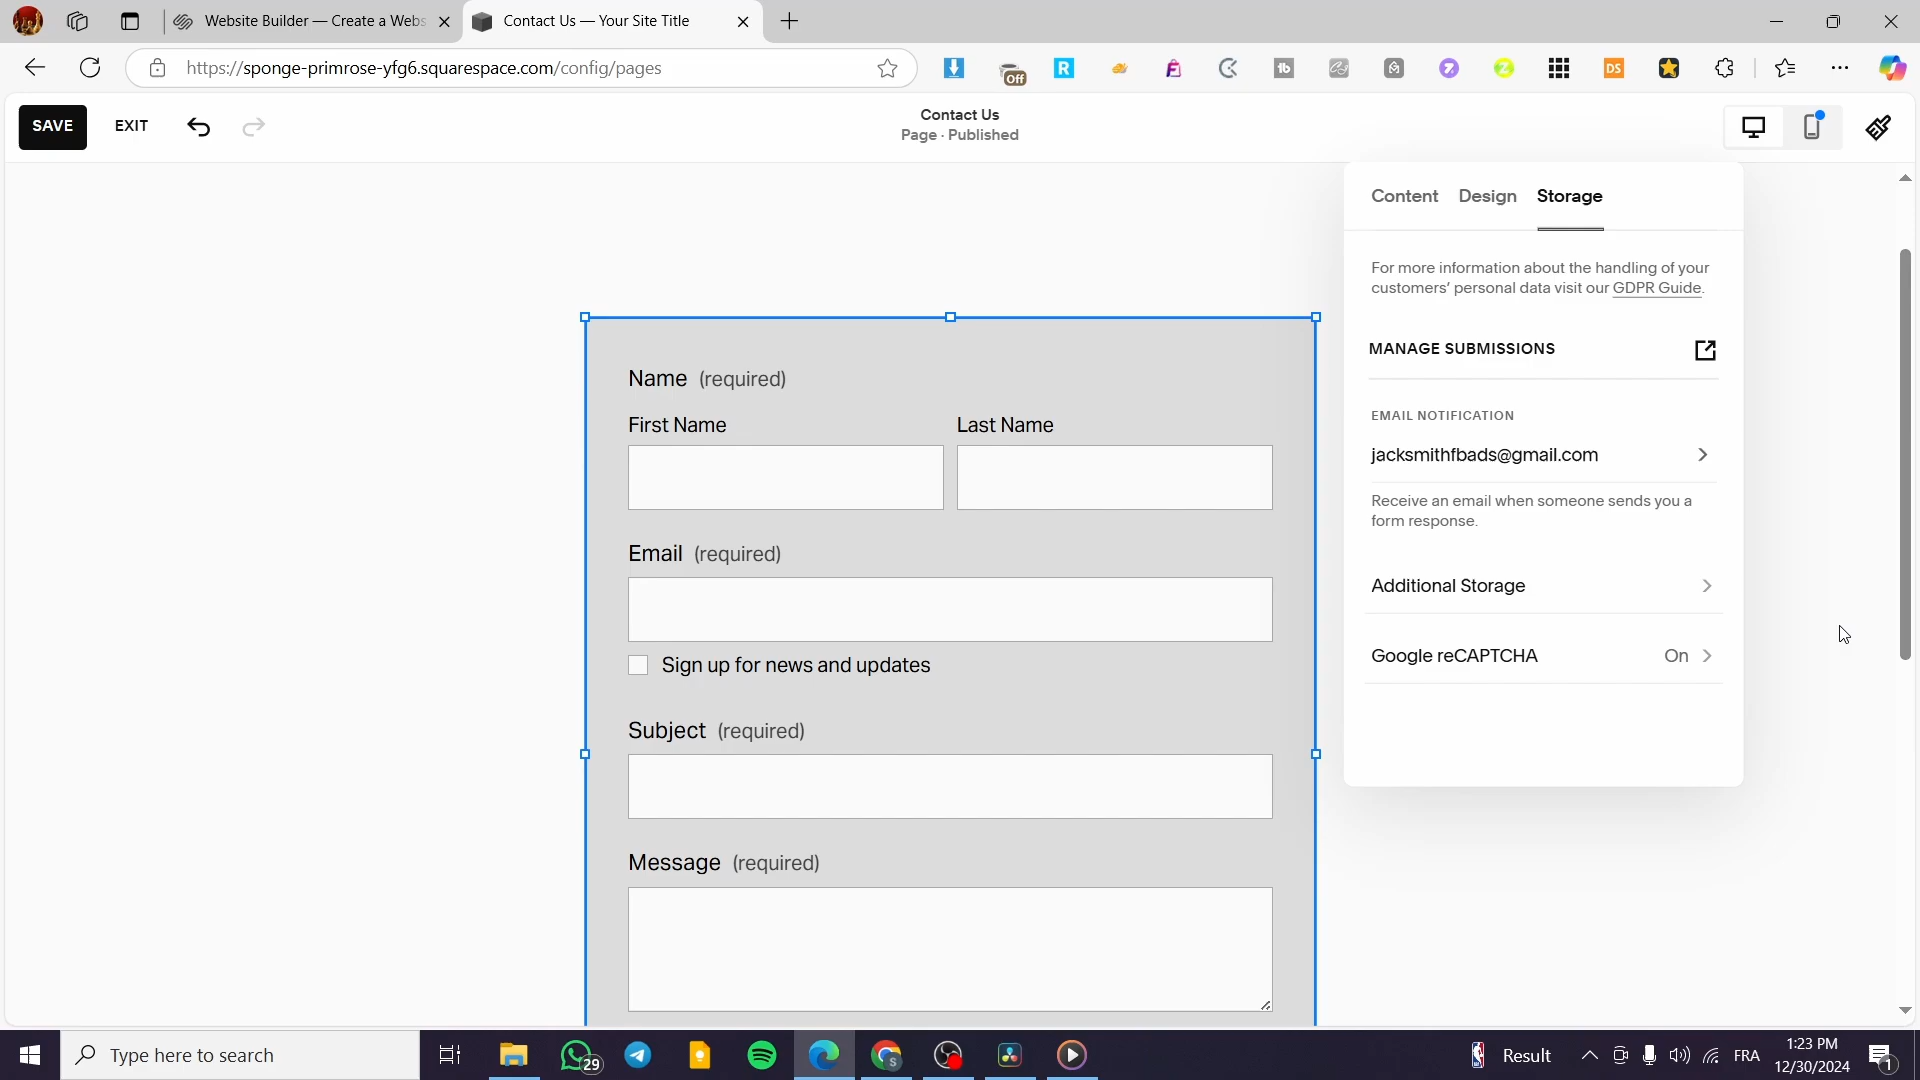 Website Builder — Create a Webs
Contact Us — Your Site Title
https://sponge-primrose-yfg6.squarespace.com/config/pages
Off
R
tb
DS
SAVE
EXIT
Contact Us
Page · Published
Content
Design
Storage
For more information about the handling of your
customers' personal data visit our GDPR Guide.
MANAGE SUBMISSIONS
EMAIL NOTIFICATION
jacksmithfbads@gmail.com
Receive an email when someone sends you a
form response.
Additional Storage
Google reCAPTCHA
On
Name (required)
First Name
Last Name
Email (required)
Sign up for news and updates
Subject (required)
Message (required)
Type here to search
29
S
Result
FRA
1:23 PM
12/30/2024
1